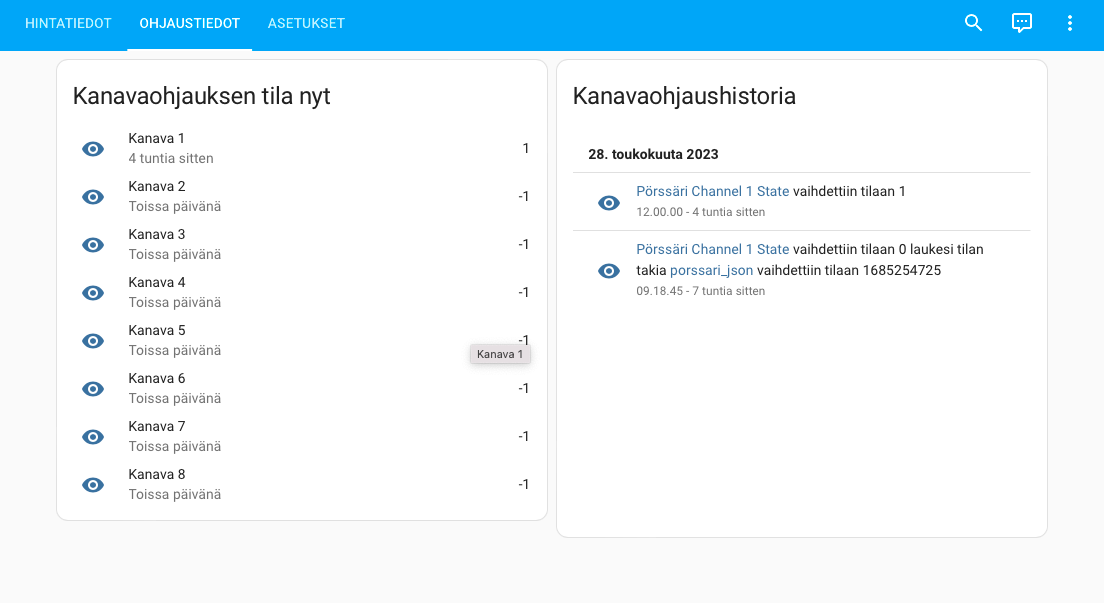 HINTATIEDOT
OHJAUSTIEDOT
ASETUKSET
Kanavaohjauksen tila nyt
Kanava 1
4 tuntia sitten
1
Kanava 2
Toissa päivänä
-1
Kanava 3
Toissa päivänä
-1
Kanava 4
Toissa päivänä
-1
Kanava 5
Toissa päivänä
-1
Kanava 1
Kanava 6
Toissa päivänä
-1
Kanava 7
Toissa päivänä
-1
Kanava 8
Toissa päivänä
-1
Kanavaohjaushistoria
28. toukokuuta 2023
Pörssäri Channel 1 State vaihdettiin tilaan 1
12.00.00 - 4 tuntia sitten
Pörssäri Channel 1 State vaihdettiin tilaan 0 laukesi tilan
takia porssari_json vaihdettiin tilaan 1685254725
09.18.45 - 7 tuntia sitten